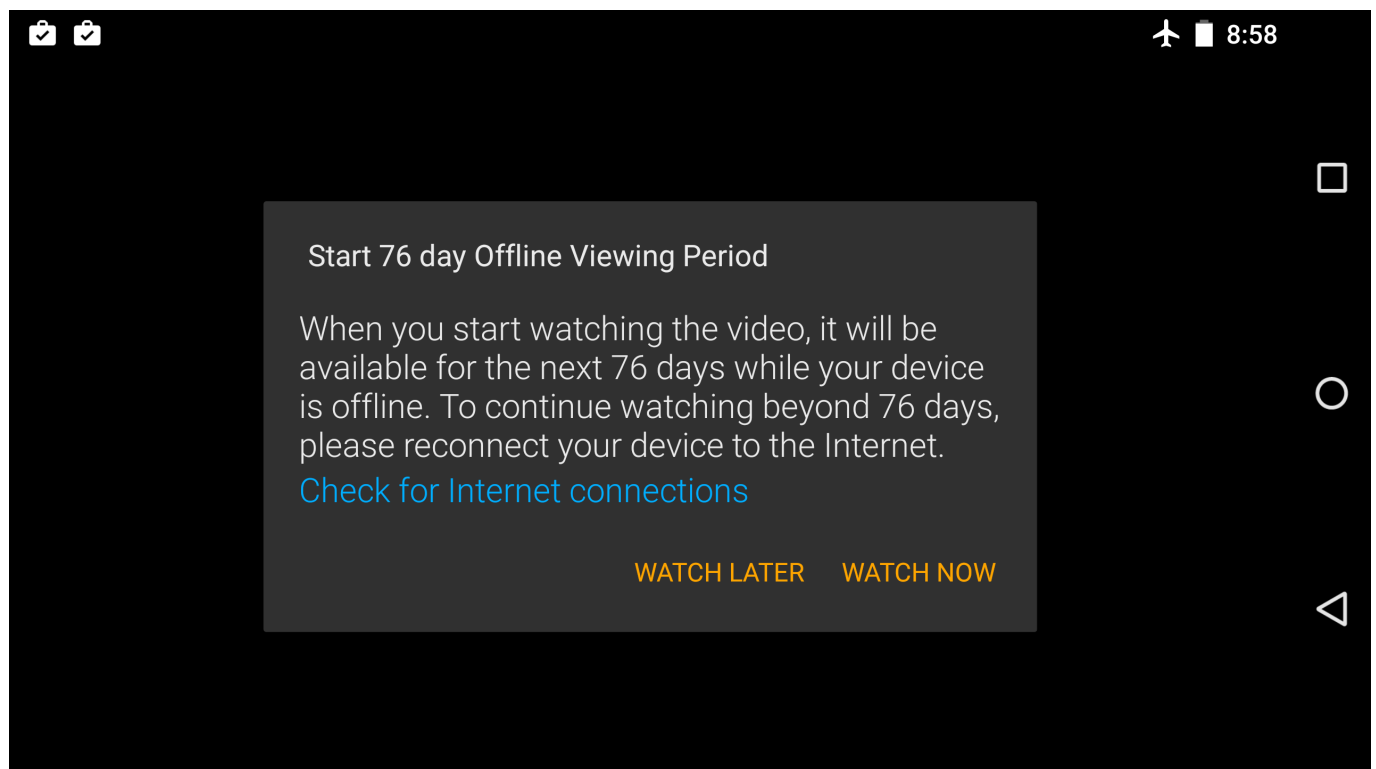 8:58
Start 76 day Offline Viewing Period
When you start watching the video, it will be
available for the next 76 days while your device
is offline. To continue watching beyond 76 days,
please reconnect your device to the Internet.
Check for Internet connections
WATCH LATER WATCH NOW